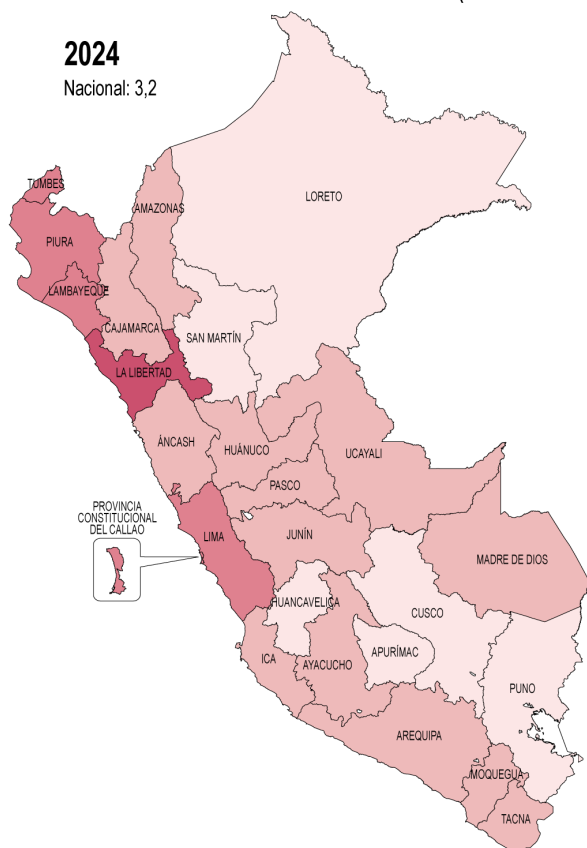 2024
Nacional: 3,2
TUMBES
PIURA
LAMBAYEQUE
AMAZONAS
LORETO
CAJAMARCA
SAN MARTÍN
LA LIBERTAD
ÁNCASH
HUÁNUCO
UCAYALI
PASCO
PROVINCIA
CONSTITUCIONAL
DEL CALLAO
LIMA
JUNÍN
MADRE DE DIOS
HUANCAVELICA
CUSCO
ICA
AYACUCHO
APURÍMAC
PUNO
AREQUIPA
MOQUEGUA
TACNA